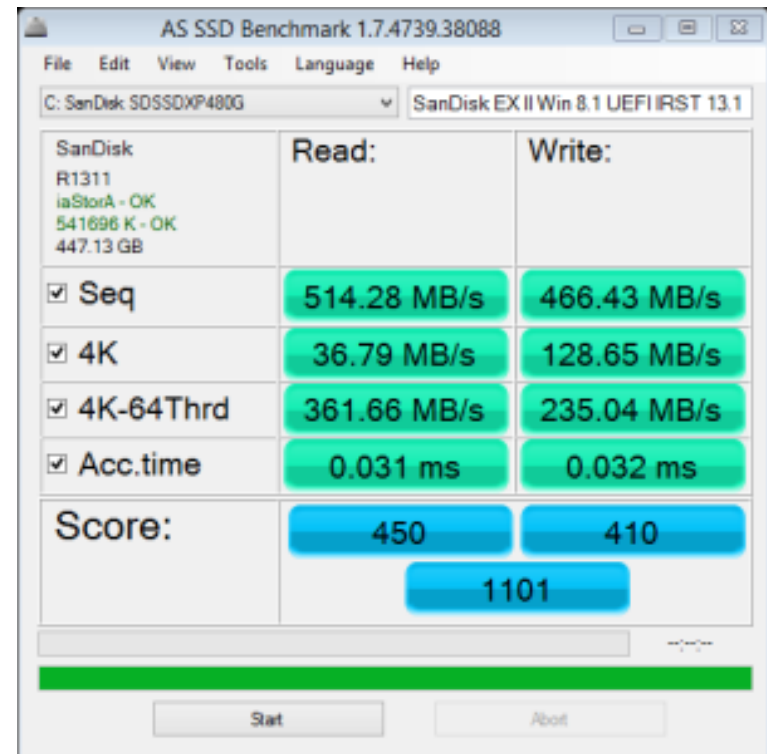 AS SSD Benchmark 1.7.4739.38088
File Edit View Tools Language Help
C: SanDisk SDSSDXP480G SanDisk EX II Win 8.1 UEFI IRST 13.1
SanDisk Read: Write:
R1311
iaStorA - OK
541696 K - OK
447.13 GB
Seq 514.28 MB/s 466.43 MB/s
4K 36.79 MB/s 128.65 MB/s
4K-64Thrd 361.66 MB/s 235.04 MB/s
Acc.time 0.031 ms 0.032 ms
Score: 450 410
1101
--:--:--
Start Abort